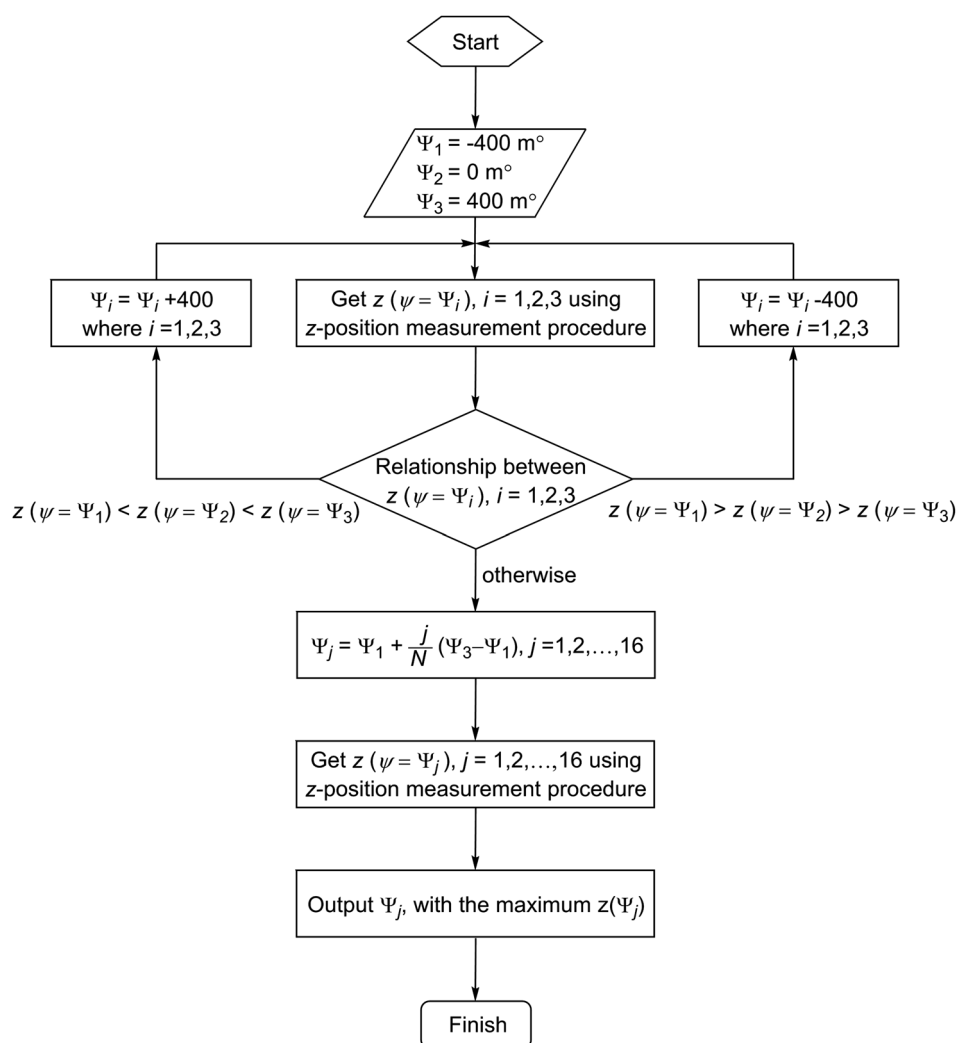 Start
Ψ1 = -400 m°
Ψ2 = 0 m°
Ψ3 = 400 m°
Ψi = Ψi +400
where i =1,2,3
Get z (ψ = Ψi), i = 1,2,3 using
z-position measurement procedure
Ψi = Ψi -400
where i =1,2,3
Relationship between
z (ψ = Ψi), i = 1,2,3
z (ψ = Ψ1) < z (ψ = Ψ2) < z (ψ = Ψ3)
z (ψ = Ψ1) > z (ψ = Ψ2) > z (ψ = Ψ3)
otherwise
Ψj = Ψ1 + j/N (Ψ3–Ψ1), j =1,2,…,16
Get z (ψ = Ψj), j = 1,2,…,16 using
z-position measurement procedure
Output Ψj, with the maximum z(Ψj)
Finish